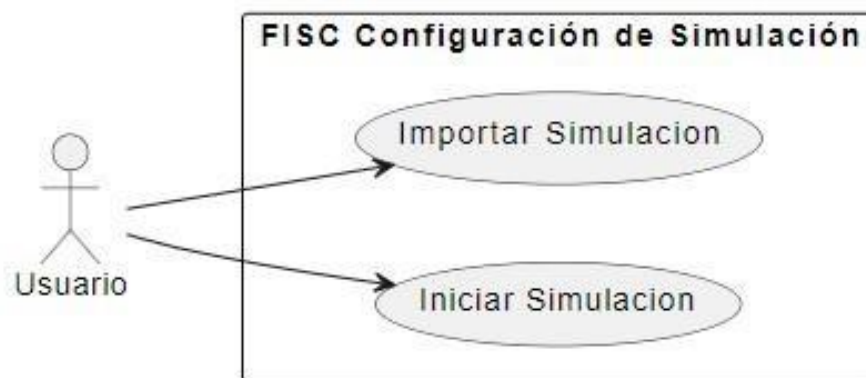 FISC Configuración de Simulación
Importar Simulacion
Usuario
Iniciar Simulacion